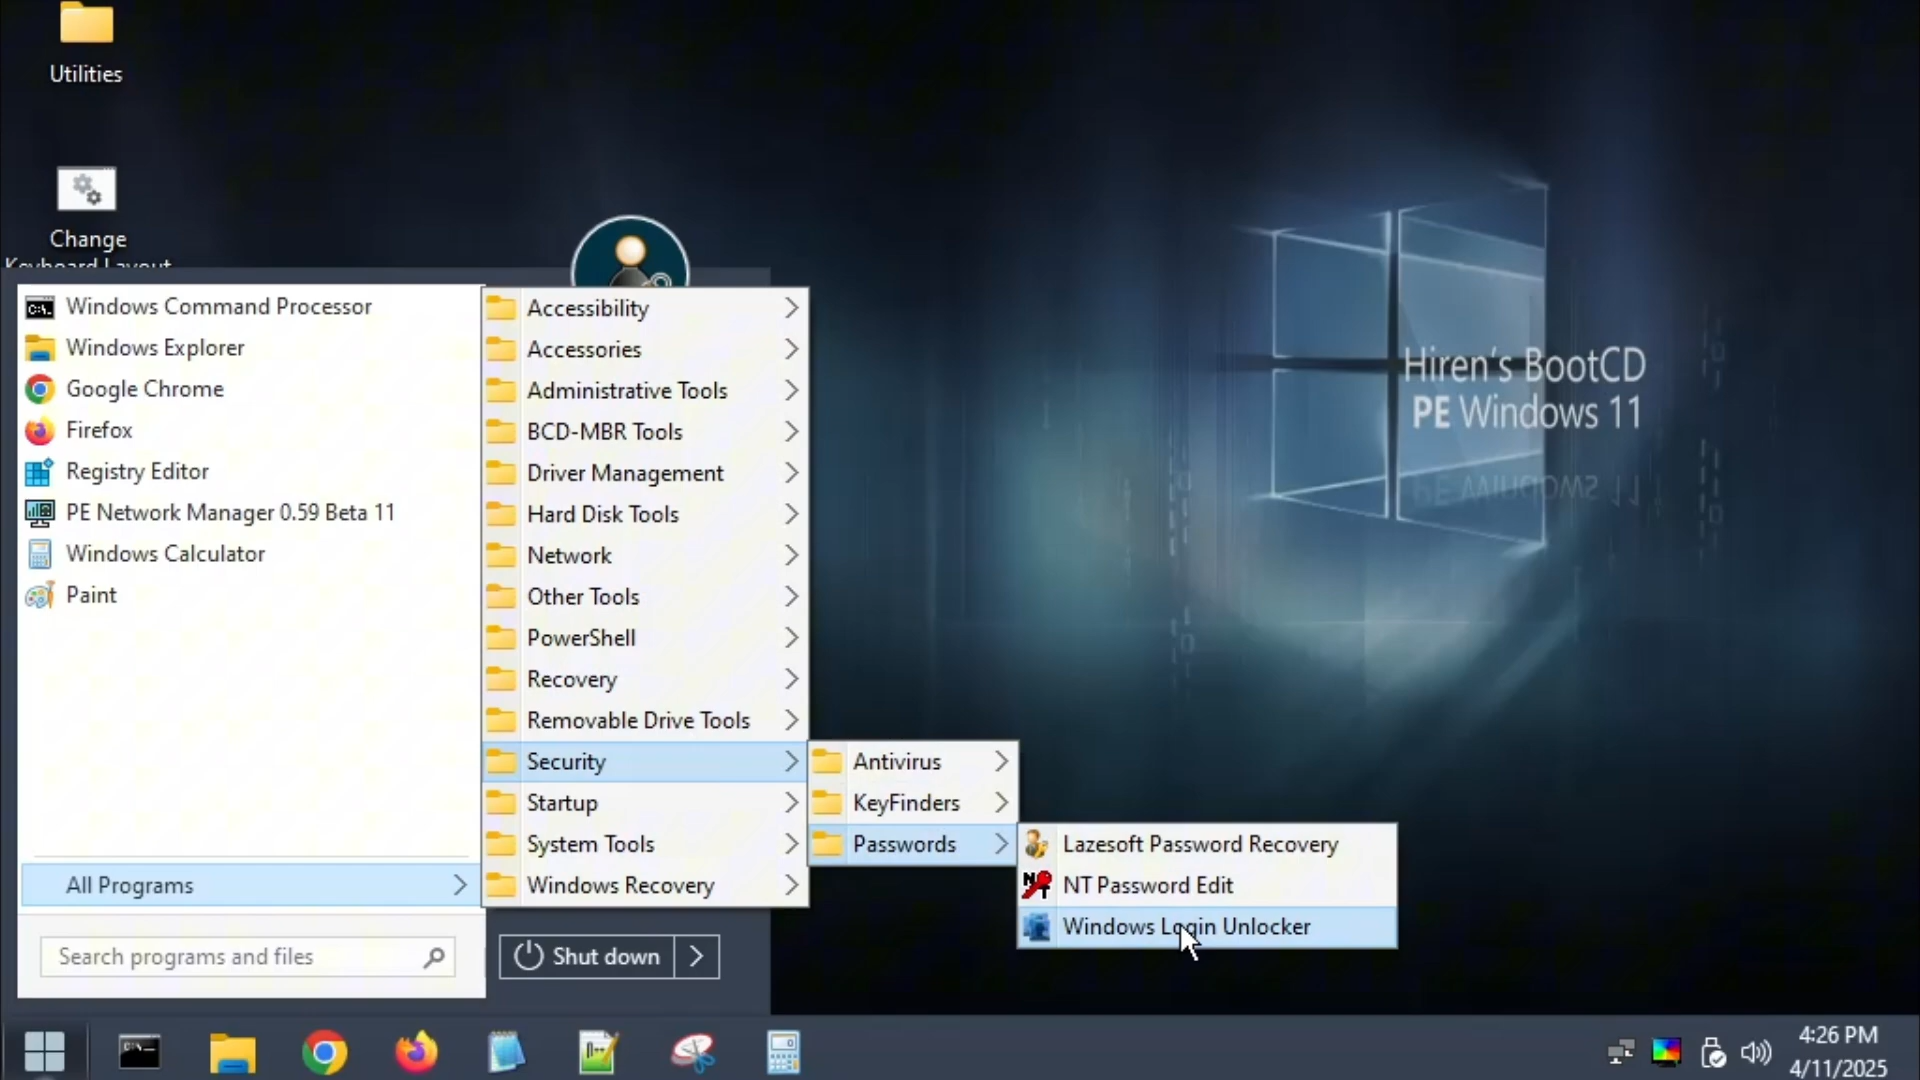 Utilities
Change
Keyboard Layout
Windows Command Processor
Windows Explorer
Google Chrome
Firefox
Registry Editor
PE Network Manager 0.59 Beta 11
Windows Calculator
Paint
All Programs
Search programs and files
Accessibility
Accessories
Administrative Tools
BCD-MBR Tools
Driver Management
Hard Disk Tools
Network
Other Tools
PowerShell
Recovery
Removable Drive Tools
Security
Startup
System Tools
Windows Recovery
Shut down
Antivirus
KeyFinders
Passwords
Lazesoft Password Recovery
NT Password Edit
Windows Login Unlocker
Hiren's BootCD
PE Windows 11
4:26 PM
4/11/2025